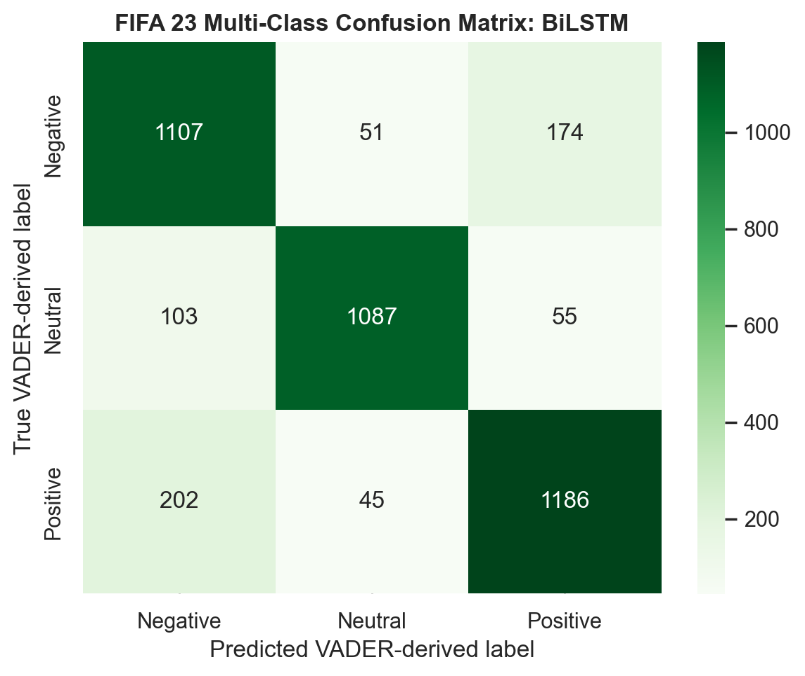 FIFA 23 Multi-Class Confusion Matrix: BiLSTM
True VADER-derived label
Negative
1107 51 174
Neutral
103 1087 55
Positive
202 45 1186
Negative Neutral Positive
Predicted VADER-derived label
1000
800
600
400
200